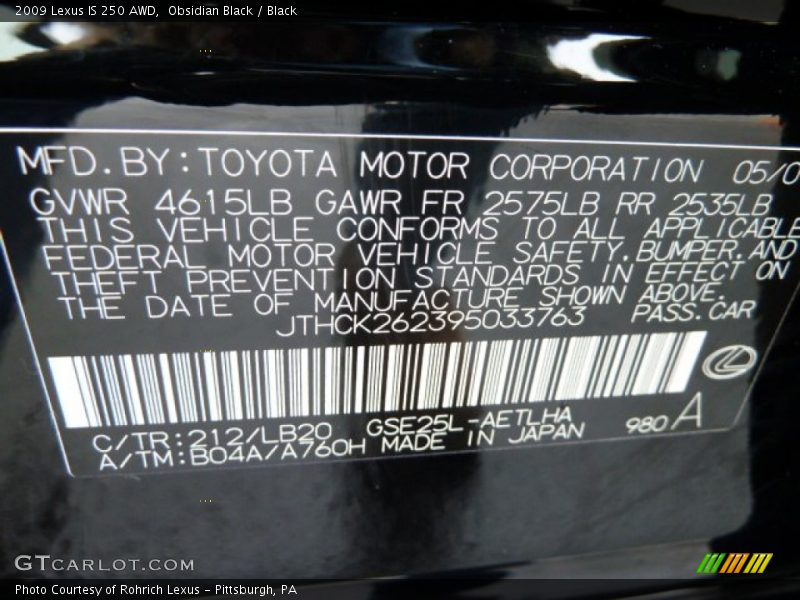 2009 Lexus IS 250 AWD, Obsidian Black / Black
MFD. BY: TOYOTA MOTOR CORPORATION 05/0
GVWR 4615LB GAWR FR 2575LB RR 2535LB
THIS VEHICLE CONFORMS TO ALL APPLICABLE
FEDERAL MOTOR VEHICLE SAFETY, BUMPER, AND
THEFT PREVENTION STANDARDS IN EFFECT ON
THE DATE OF MANUFACTURE SHOWN ABOVE.
JTHCK262395033763 PASS. CAR
C/TR: 212/LB20 GSE25L-AETLHA
A/TM: B04A/A760H MADE IN JAPAN 980 A
GTCARLOT.COM
Photo Courtesy of Rohrich Lexus - Pittsburgh, PA